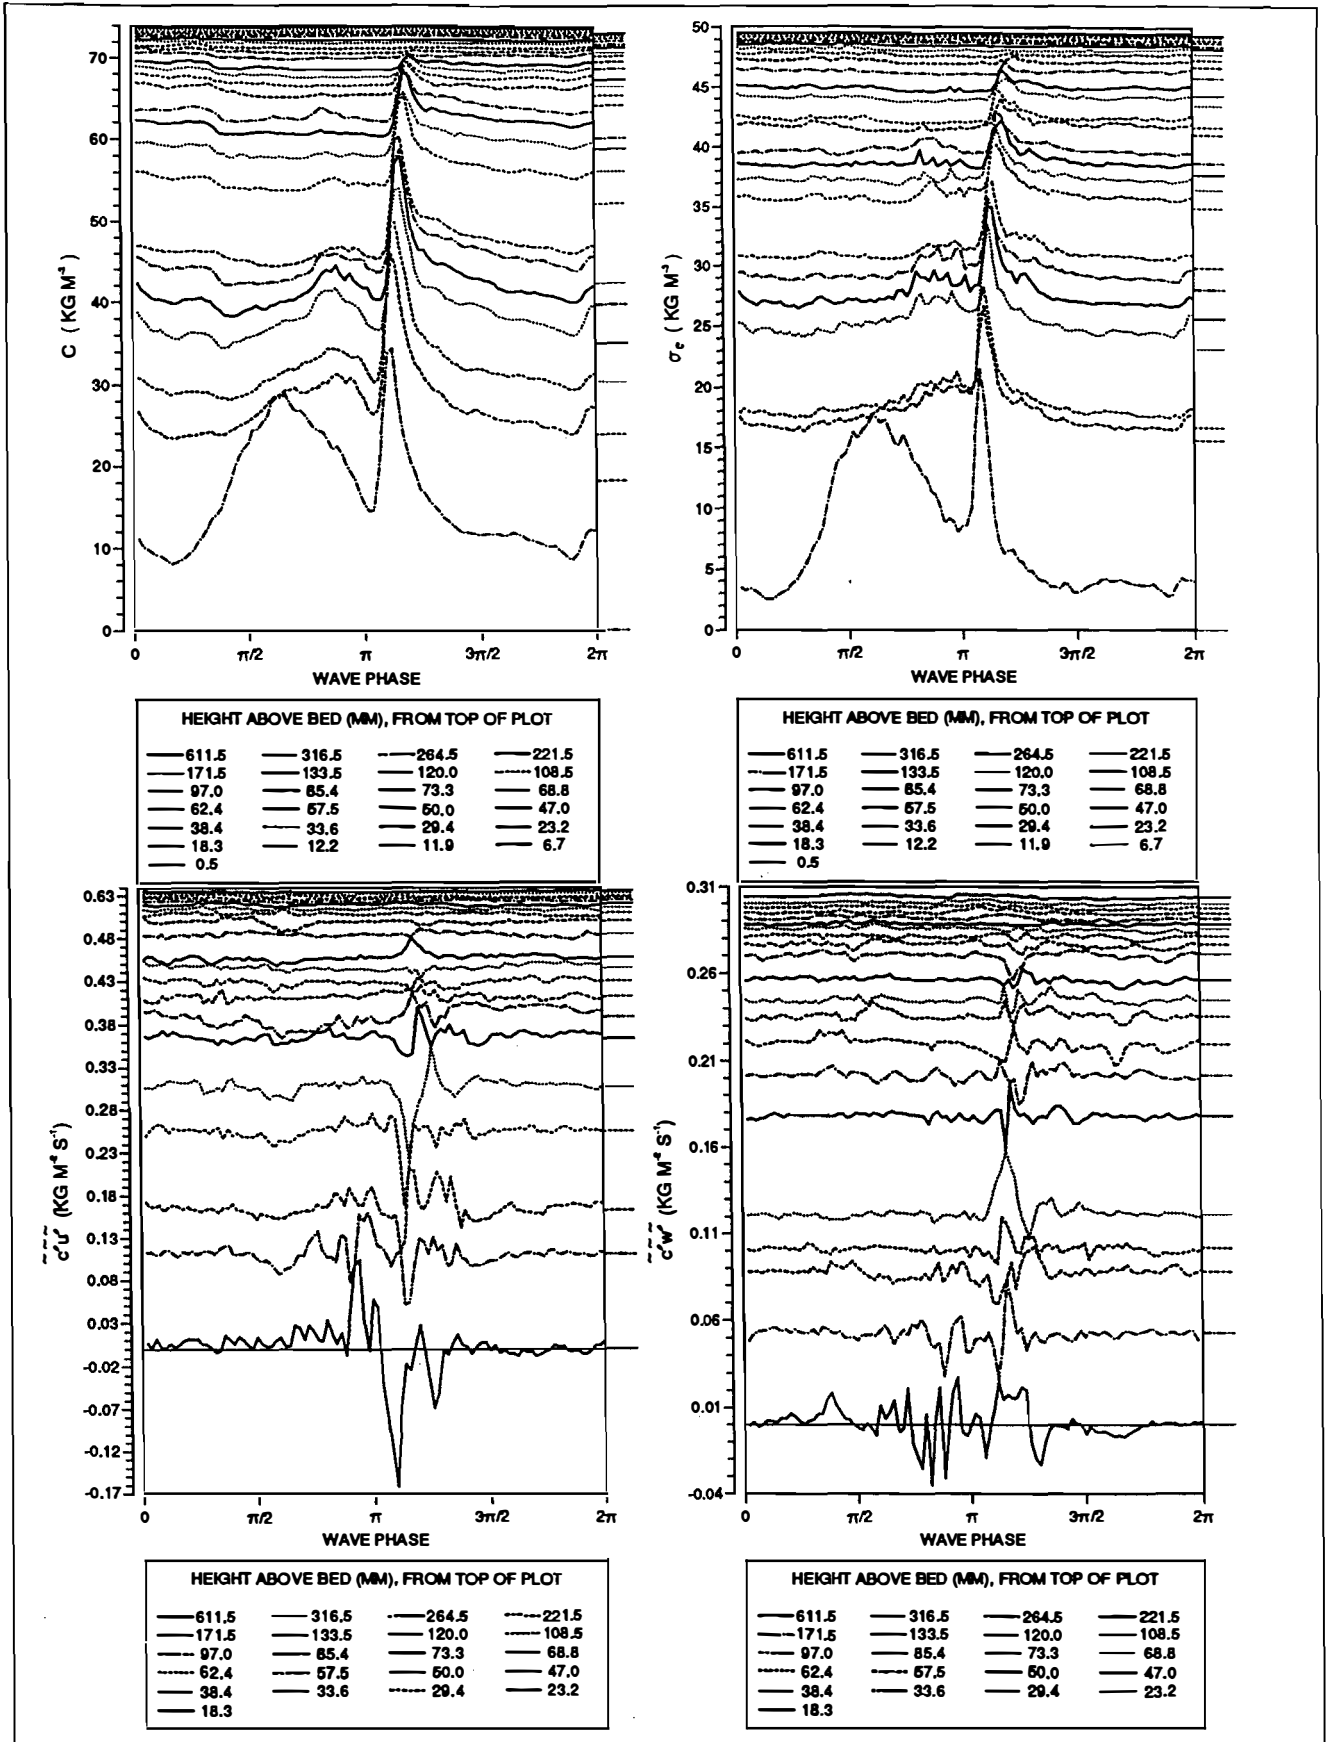 70
60
50
40
30
20
10
0
C ( KG M⁻³ )
0 π/2 π 3π/2 2π
WAVE PHASE
HEIGHT ABOVE BED (MM), FROM TOP OF PLOT
611.5 316.5 264.5 221.5
171.5 133.5 120.0 108.5
97.0 85.4 73.3 68.8
62.4 57.5 50.0 47.0
38.4 33.6 29.4 23.2
18.3 12.2 11.9 6.7
0.5
50
45
40
35
30
25
20
15
10
5
0
σe ( KG M⁻³ )
0 π/2 π 3π/2 2π
WAVE PHASE
HEIGHT ABOVE BED (MM), FROM TOP OF PLOT
611.5 316.5 264.5 221.5
171.5 133.5 120.0 108.5
97.0 85.4 73.3 68.8
62.4 57.5 50.0 47.0
38.4 33.6 29.4 23.2
18.3 12.2 11.9 6.7
0.5
0.63
0.48
0.43
0.38
0.33
0.28
0.23
0.18
0.13
0.08
0.03
-0.02
-0.07
-0.12
-0.17
(KG M⁻² S⁻¹)
0 π/2 π 3π/2 2π
WAVE PHASE
HEIGHT ABOVE BED (MM), FROM TOP OF PLOT
611.5 316.5 264.5 221.5
171.5 133.5 120.0 108.5
97.0 85.4 73.3 68.8
62.4 57.5 50.0 47.0
38.4 33.6 29.4 23.2
18.3
0.31
0.26
0.21
0.16
0.11
0.06
0.01
-0.04
(KG M⁻² S⁻¹)
0 π/2 π 3π/2 2π
WAVE PHASE
HEIGHT ABOVE BED (MM), FROM TOP OF PLOT
611.5 316.5 264.5 221.5
171.5 133.5 120.0 108.5
97.0 85.4 73.3 68.8
62.4 57.5 50.0 47.0
38.4 33.6 29.4 23.2
18.3